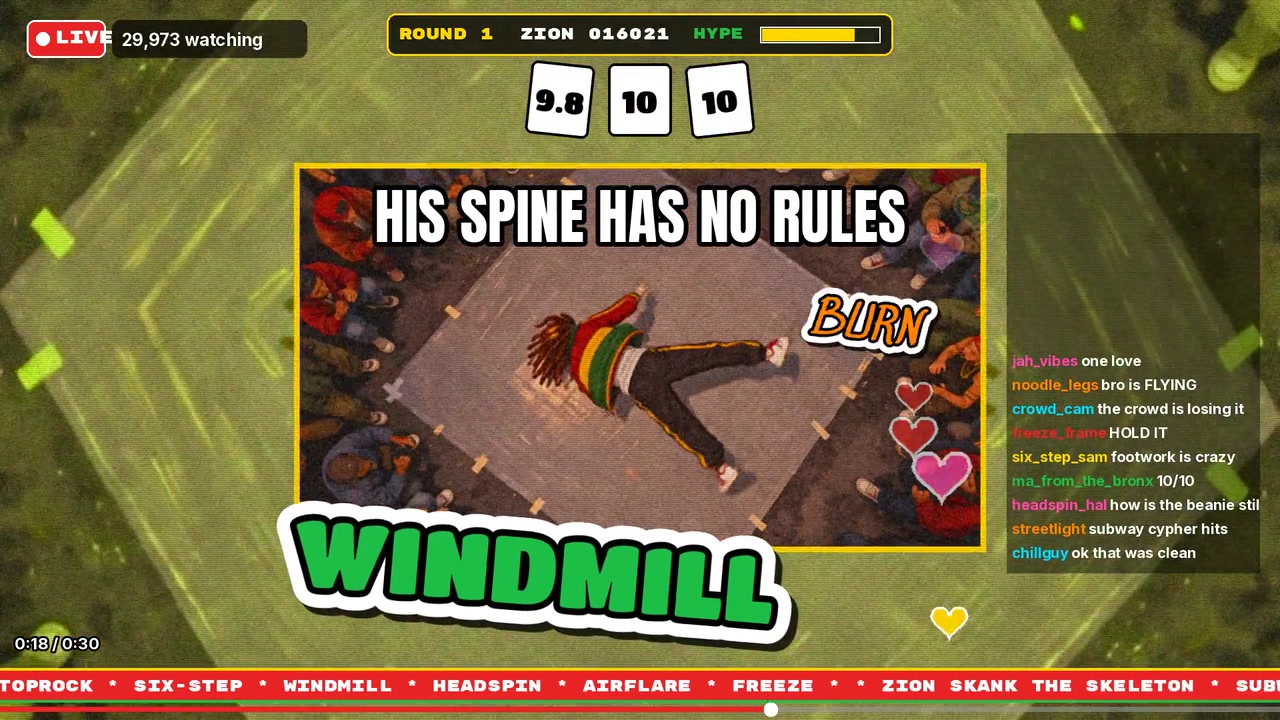 LIVE
29,973 watching
ROUND 1 ZION 016021 HYPE
9.8 10 10
HIS SPINE HAS NO RULES
BURN
WINDMILL
jah_vibes one love
noodle_legs bro is FLYING
crowd_cam the crowd is losing it
freeze_frame HOLD IT
six_step_sam footwork is crazy
ma_from_the_bronx 10/10
headspin_hal how is the beanie stil
streetlight subway cypher hits
chillguy ok that was clean
0:18 / 0:30
TOPROCK * SIX-STEP * WINDMILL * HEADSPIN * AIRFLARE * FREEZE * * ZION SKANK THE SKELETON * SUB